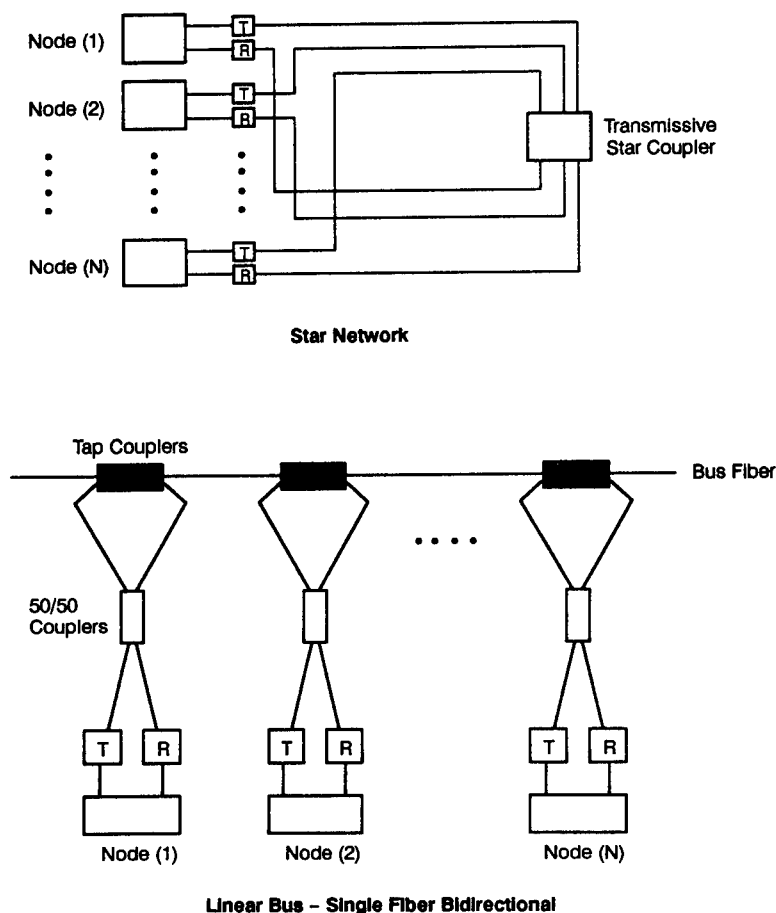 Node (1)
T
R
Node (2)
T
R
Transmissive
Star Coupler
Node (N)
T
R
Star Network
Tap Couplers
Bus Fiber
50/50
Couplers
T R T R T R
Node (1) Node (2) Node (N)
Linear Bus – Single Fiber Bidirectional